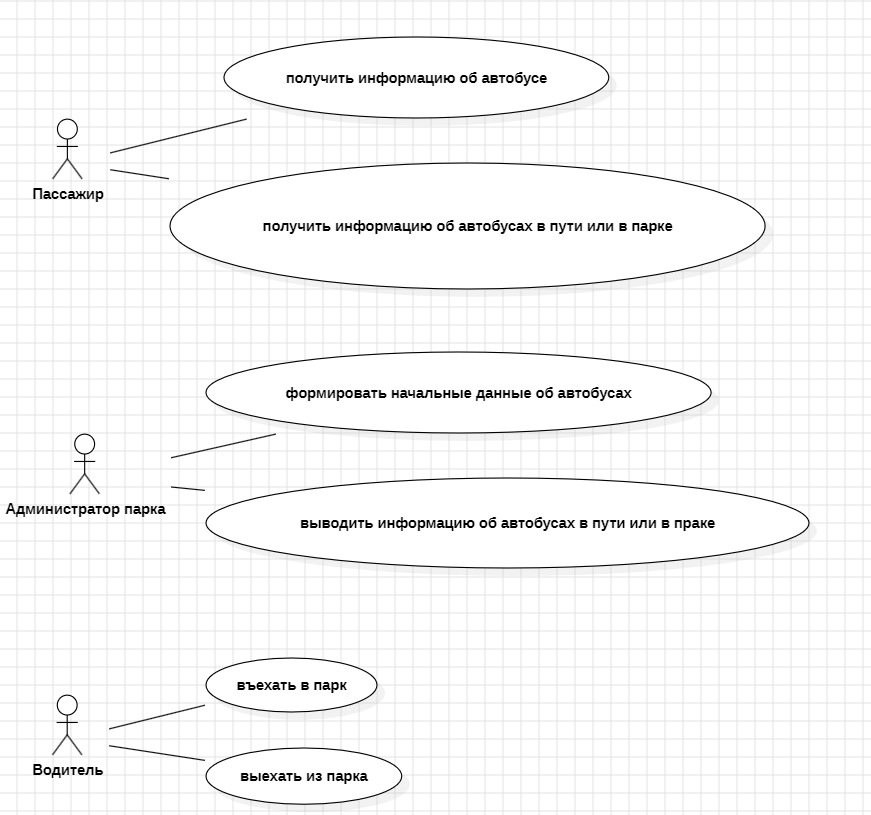 получить информацию об автобусе
Пассажир
получить информацию об автобусах в пути или в парке
формировать начальные данные об автобусах
Администратор парка
выводить информацию об автобусах в пути или в праке
въехать в парк
Водитель
выехать из парка